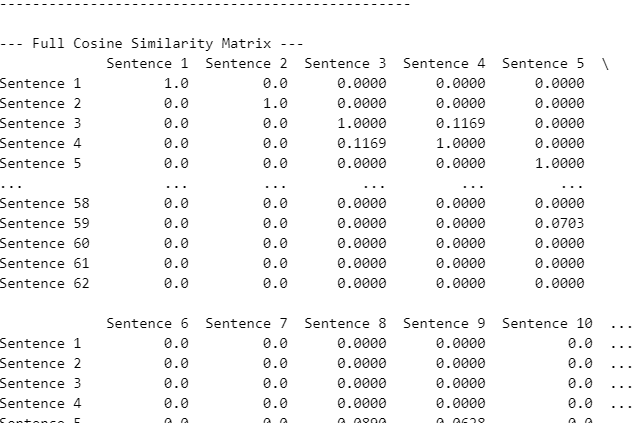 --------------------------------------------------
--- Full Cosine Similarity Matrix ---
             Sentence 1  Sentence 2  Sentence 3  Sentence 4  Sentence 5  \
Sentence 1          1.0         0.0      0.0000      0.0000      0.0000
Sentence 2          0.0         1.0      0.0000      0.0000      0.0000
Sentence 3          0.0         0.0      1.0000      0.1169      0.0000
Sentence 4          0.0         0.0      0.1169      1.0000      0.0000
Sentence 5          0.0         0.0      0.0000      0.0000      1.0000
...                 ...         ...         ...         ...         ...
Sentence 58         0.0         0.0      0.0000      0.0000      0.0000
Sentence 59         0.0         0.0      0.0000      0.0000      0.0703
Sentence 60         0.0         0.0      0.0000      0.0000      0.0000
Sentence 61         0.0         0.0      0.0000      0.0000      0.0000
Sentence 62         0.0         0.0      0.0000      0.0000      0.0000
             Sentence 6  Sentence 7  Sentence 8  Sentence 9  Sentence 10  ...
Sentence 1          0.0         0.0      0.0000      0.0000          0.0  ...
Sentence 2          0.0         0.0      0.0000      0.0000          0.0  ...
Sentence 3          0.0         0.0      0.0000      0.0000          0.0  ...
Sentence 4          0.0         0.0      0.0000      0.0000          0.0  ...
Sentence 5          0.0         0.0      0.0890      0.0628          0.0